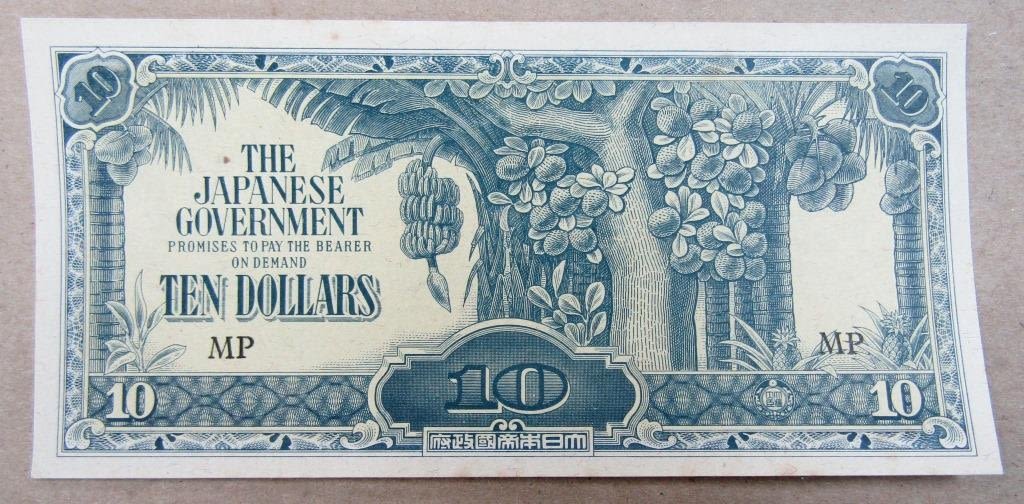 10
10
THE
JAPANESE
GOVERNMENT
PROMISES TO PAY THE BEARER
ON DEMAND
TEN DOLLARS
MP
MP
10
10
10
府政國帝本日大